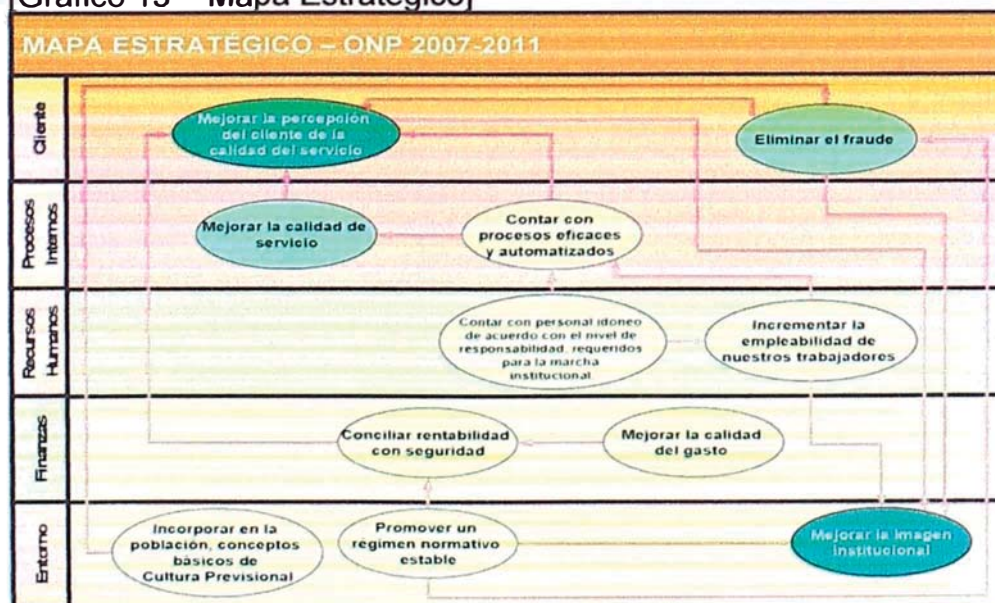 [Gráfico 13 – Mapa Estratégico]
MAPA ESTRATÉGICO – ONP 2007-2011
Cliente
Mejorar la percepción
del cliente de la
calidad del servicio
Eliminar el fraude
Procesos
Internos
Mejorar la calidad de
servicio
Contar con
procesos eficaces
y automatizados
Recursos
Humanos
Contar con personal idoneo
de acuerdo con el nivel de
responsabilidad, requeridos
para la marcha
institucional
Incrementar la
empleabilidad de
nuestros trabajadores
Finanzas
Conciliar rentabilidad
con seguridad
Mejorar la calidad
del gasto
Entorno
Incorporar en la
población, conceptos
básicos de
Cultura Previsional
Promover un
régimen normativo
estable
Mejorar la imagen
institucional